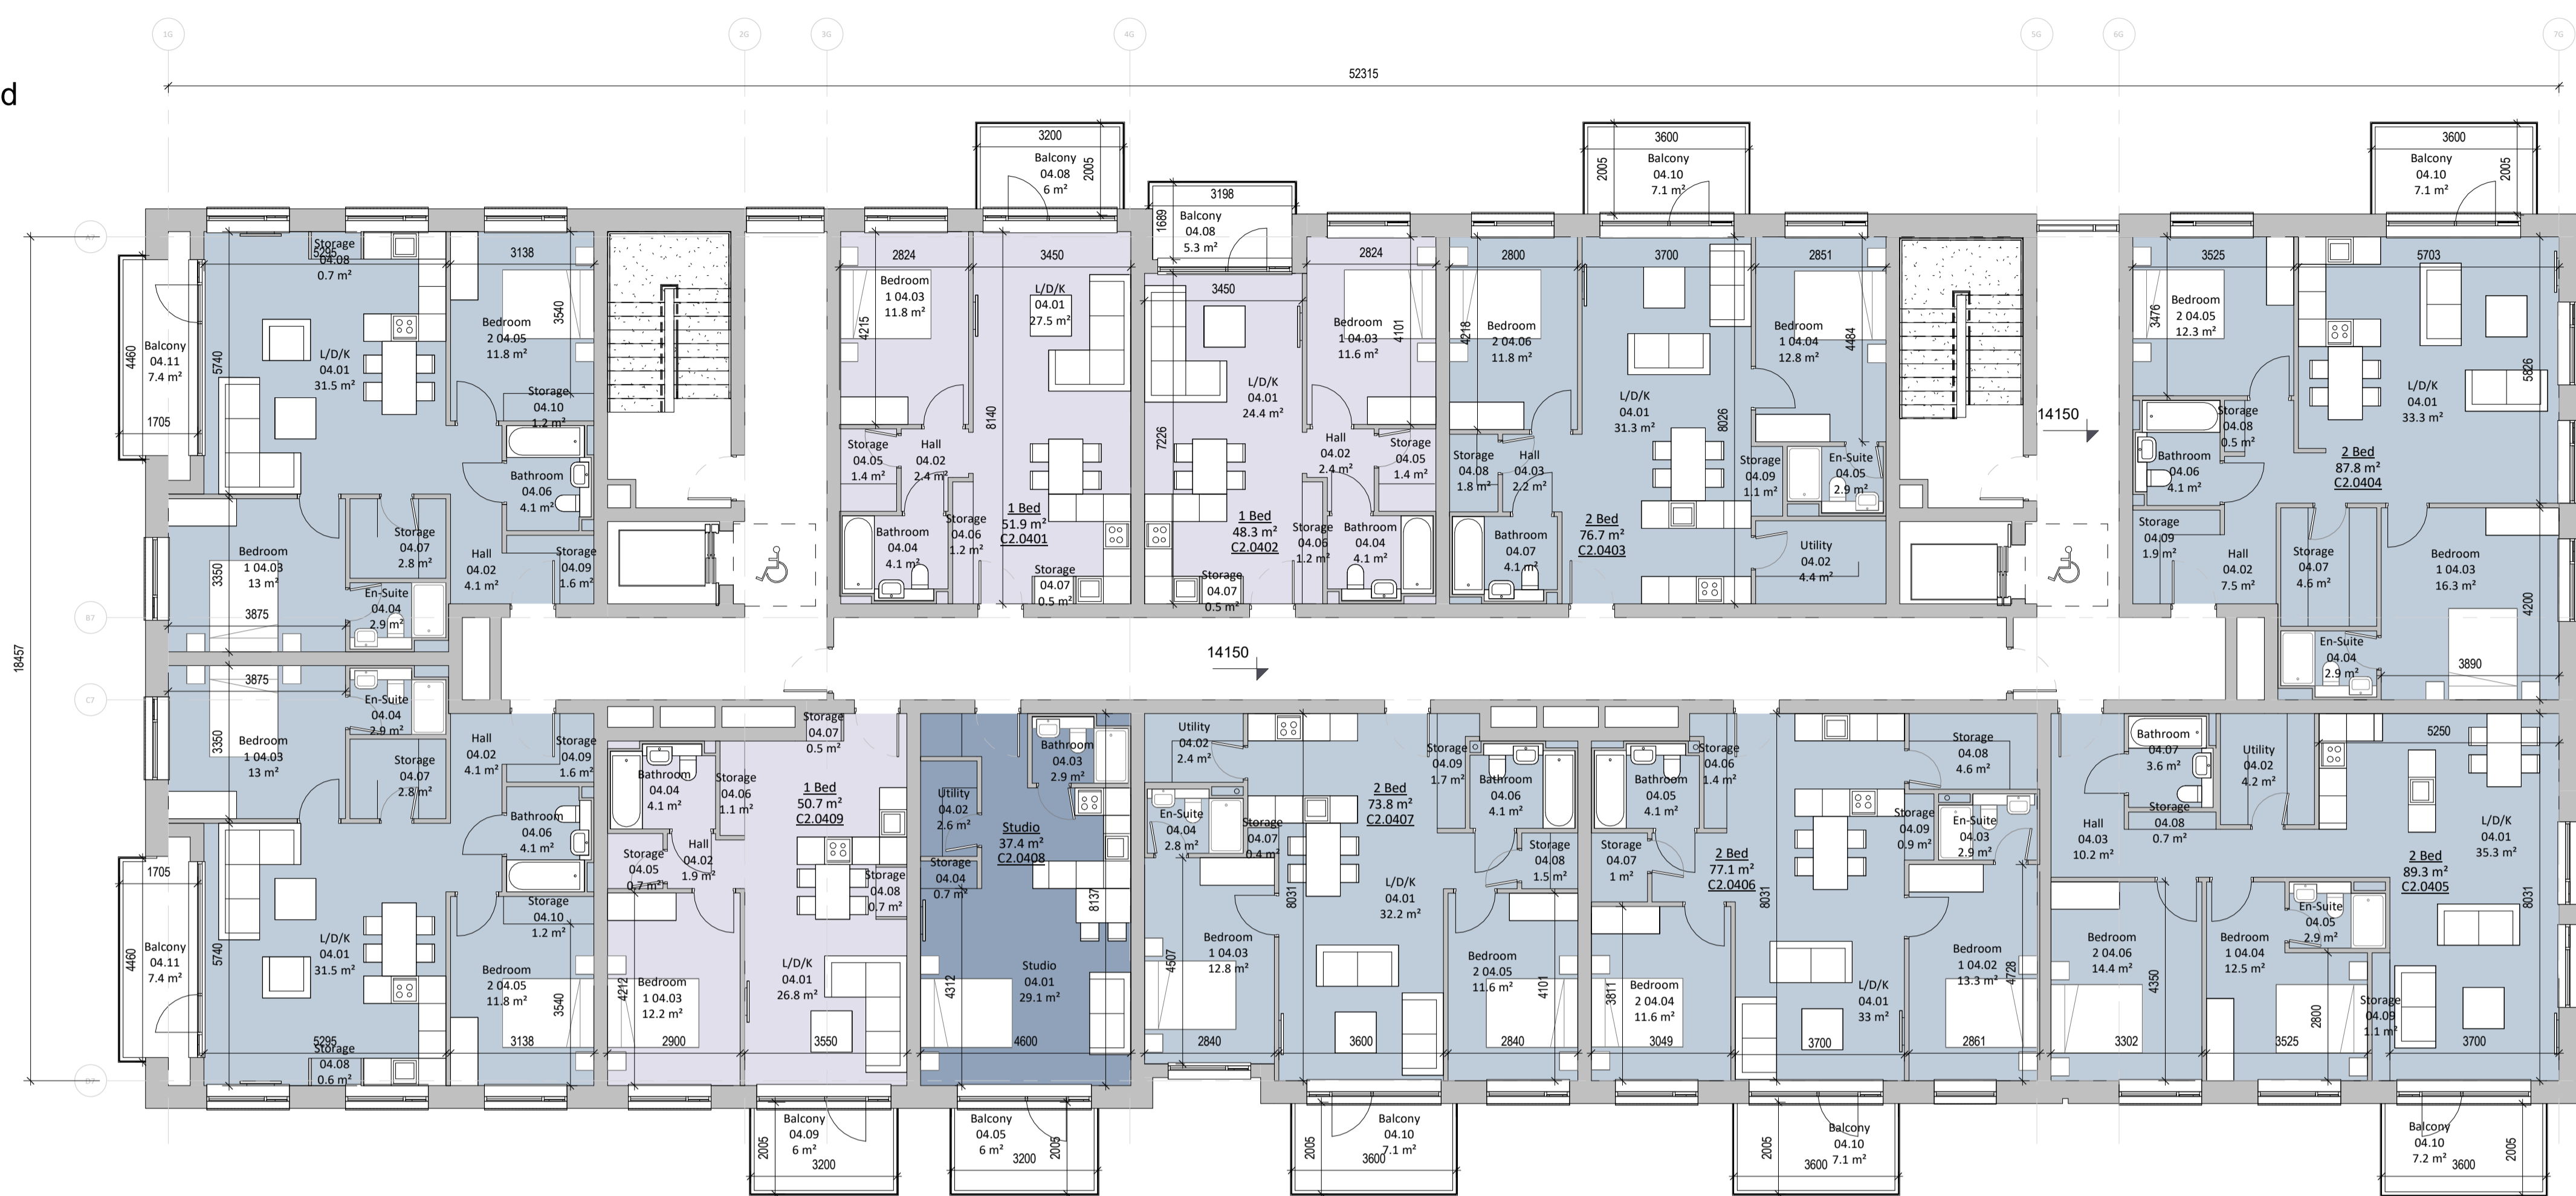 1G
2G
3G
4G
5G
6G
7G
52315
d
A7
B7
C7
D7
18457
Balcony
04.11
7.4 m²
4460
1705
Storage
04.08
0.7 m²
5295
5740
L/D/K
04.01
31.5 m²
3138
3540
Bedroom
2 04.05
11.8 m²
Storage
04.10
1.2 m²
Bathroom
04.06
4.1 m²
Storage
04.07
2.8 m²
Hall
04.02
4.1 m²
Storage
04.09
1.6 m²
Bedroom
1 04.03
13 m²
3350
3875
En-Suite
04.04
2.9 m²
3200
Balcony
04.08
6 m²
2005
2824
3450
Bedroom
1 04.03
11.8 m²
4215
L/D/K
04.01
27.5 m²
8140
Storage
04.05
1.4 m²
Hall
04.02
2.4 m²
Bathroom
04.04
4.1 m²
Storage
04.06
1.2 m²
1 Bed
51.9 m²
C2.0401
Storage
04.07
0.5 m²
3198
1689
Balcony
04.08
5.3 m²
3450
2824
L/D/K
04.01
24.4 m²
7226
Bedroom
1 04.03
11.6 m²
4101
Hall
04.02
2.4 m²
Storage
04.05
1.4 m²
1 Bed
48.3 m²
C2.0402
Storage
04.06
1.2 m²
Bathroom
04.04
4.1 m²
Storage
04.07
0.5 m²
3600
2005
Balcony
04.10
7.1 m²
2800
3700
2851
Bedroom
2 04.06
11.8 m²
4218
L/D/K
04.01
31.3 m²
8026
Bedroom
1 04.04
12.8 m²
4484
Storage
04.08
1.8 m²
Hall
04.03
2.2 m²
Bathroom
04.07
4.1 m²
2 Bed
76.7 m²
C2.0403
Storage
04.09
1.1 m²
En-Suite
04.05
2.9 m²
Utility
04.02
4.4 m²
14150
3600
Balcony
04.10
7.1 m²
2005
3525
5703
3476
Bedroom
2 04.05
12.3 m²
L/D/K
04.01
33.3 m²
5826
Storage
04.08
0.5 m²
Bathroom
04.06
4.1 m²
2 Bed
87.8 m²
C2.0404
Storage
04.09
1.9 m²
Hall
04.02
7.5 m²
Storage
04.07
4.6 m²
Bedroom
1 04.03
16.3 m²
4200
En-Suite
04.04
2.9 m²
3890
14150
3875
3350
Bedroom
1 04.03
13 m²
En-Suite
04.04
2.9 m²
Storage
04.07
2.8 m²
Hall
04.02
4.1 m²
Storage
04.09
1.6 m²
Bathroom
04.06
4.1 m²
1705
4460
Balcony
04.11
7.4 m²
5740
L/D/K
04.01
31.5 m²
5295
Storage
04.08
0.6 m²
Storage
04.10
1.2 m²
Bedroom
2 04.05
11.8 m²
3540
3138
Storage
04.07
0.5 m²
Bathroom
04.04
4.1 m²
Storage
04.06
1.1 m²
1 Bed
50.7 m²
C2.0409
Storage
04.05
0.7 m²
Hall
04.02
1.9 m²
Storage
04.08
0.7 m²
4212
Bedroom
1 04.03
12.2 m²
2900
L/D/K
04.01
26.8 m²
3550
Balcony
04.09
6 m²
2005
3200
Bathroom
04.03
2.9 m²
Utility
04.02
2.6 m²
Studio
37.4 m²
C2.0408
Storage
04.04
0.7 m²
8137
4312
Studio
04.01
29.1 m²
4600
Balcony
04.05
6 m²
3200
2005
Utility
04.02
2.4 m²
En-Suite
04.04
2.8 m²
Storage
04.07
0.4 m²
2 Bed
73.8 m²
C2.0407
Storage
04.09
1.7 m²
Bathroom
04.06
4.1 m²
Storage
04.08
1.5 m²
8031
L/D/K
04.01
32.2 m²
4507
Bedroom
1 04.03
12.8 m²
Bedroom
2 04.05
11.6 m²
4101
2840
3600
2840
Balcony
04.10
7.1 m²
2005
3600
Storage
04.06
1.4 m²
Bathroom
04.05
4.1 m²
Storage
04.07
1 m²
2 Bed
77.1 m²
C2.0406
8031
Storage
04.08
4.6 m²
Storage
04.09
0.9 m²
En-Suite
04.03
2.9 m²
3811
Bedroom
2 04.04
11.6 m²
3049
L/D/K
04.01
33 m²
3700
Bedroom
1 04.02
13.3 m²
4728
2861
Balcony
04.10
7.1 m²
2005
3600
Bathroom
04.07
3.6 m²
Utility
04.02
4.2 m²
5250
Hall
04.03
10.2 m²
Storage
04.08
0.7 m²
L/D/K
04.01
35.3 m²
2 Bed
89.3 m²
C2.0405
8031
En-Suite
04.05
2.9 m²
Bedroom
2 04.06
14.4 m²
4350
Bedroom
1 04.04
12.5 m²
2800
Storage
04.09
1.1 m²
3302
3525
3700
Balcony
04.10
7.2 m²
3600
2005